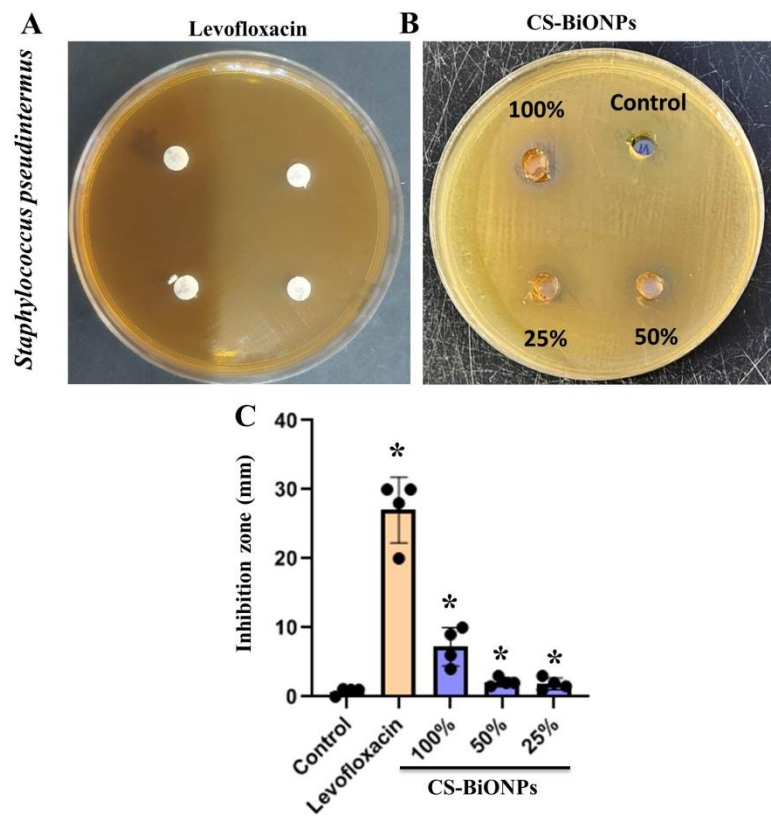 A
Levofloxacin
B
CS-BiONPs
Staphylococcus pseudintermus
100%
Control
25%
50%
C
Inhibition zone (mm)
40
30
20
10
0
*
*
*
*
Control
Levofloxacin
100%
50%
25%
CS-BiONPs